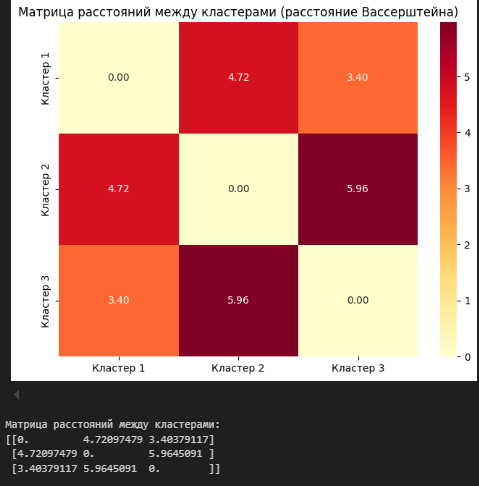 Матрица расстояний между кластерами (расстояние Вассерштейна)
Кластер 1
0.00 4.72 3.40
Кластер 2
4.72 0.00 5.96
Кластер 3
3.40 5.96 0.00
Кластер 1 Кластер 2 Кластер 3
5
4
3
2
1
0
Матрица расстояний между кластерами:
[[0. 4.72097479 3.40379117]
[4.72097479 0. 5.9645091 ]
[3.40379117 5.9645091 0. ]]